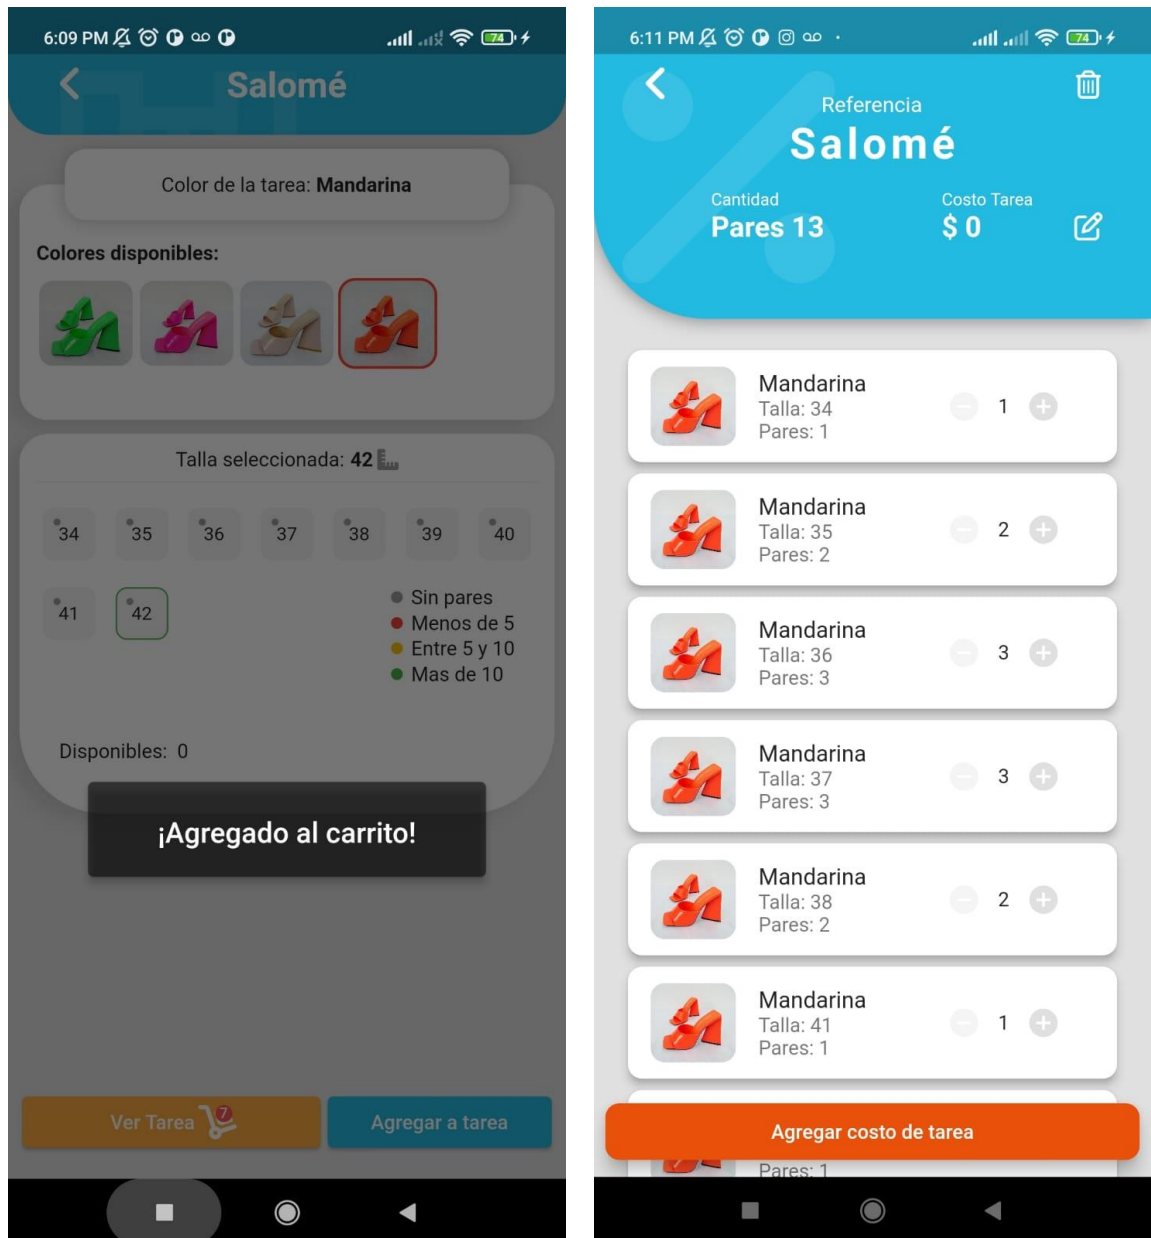 6:09 PM
74
Salomé
Color de la tarea: Mandarina
Colores disponibles:
Talla seleccionada: 42
34 35 36 37 38 39 40
41 42
Sin pares
Menos de 5
Entre 5 y 10
Mas de 10
Disponibles: 0
¡Agregado al carrito!
Ver Tarea 7
Agregar a tarea
6:11 PM
74
Referencia
Salomé
Cantidad
Pares 13
Costo Tarea
$ 0
Mandarina
Talla: 34
Pares: 1
1
Mandarina
Talla: 35
Pares: 2
2
Mandarina
Talla: 36
Pares: 3
3
Mandarina
Talla: 37
Pares: 3
3
Mandarina
Talla: 38
Pares: 2
2
Mandarina
Talla: 41
Pares: 1
1
Agregar costo de tarea
Pares: 1